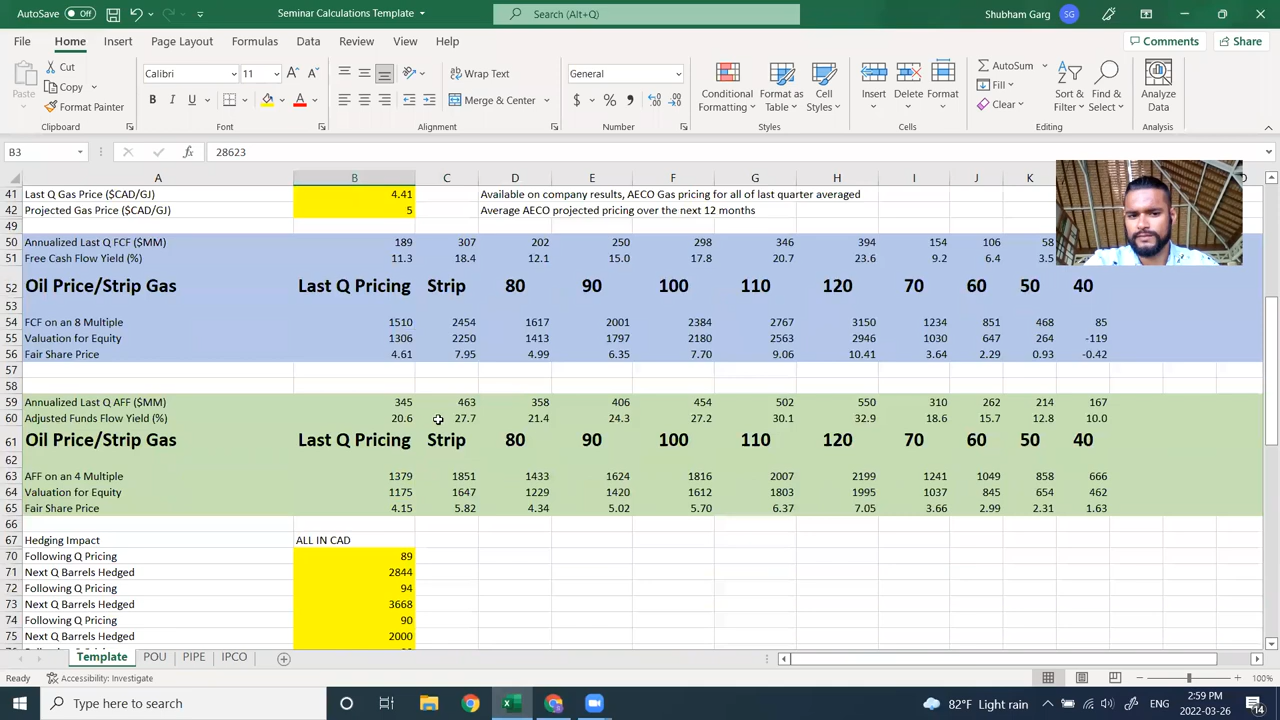 AutoSave Off Seminar Calculations Template Search (Alt+Q) Shubham Garg SG
File Home Insert Page Layout Formulas Data Review View Help Comments Share
Paste Cut Copy Format Painter Clipboard
Calibri 11 B I U Font
Wrap Text Merge & Center Alignment
General $ % 9 Number
Conditional Formatting Format as Table Cell Styles Styles
Insert Delete Format Cells
AutoSum Fill Clear Sort & Filter Find & Select Editing
Analyze Data Analysis
B3 fx 28623
A B C D E F G H I J K
41 Last Q Gas Price ($CAD/GJ) 4.41 Available on company results, AECO Gas pricing for all of last quarter averaged
42 Projected Gas Price ($CAD/GJ) 5 Average AECO projected pricing over the next 12 months
49
50 Annualized Last Q FCF ($MM) 189 307 202 250 298 346 394 154 106 58
51 Free Cash Flow Yield (%) 11.3 18.4 12.1 15.0 17.8 20.7 23.6 9.2 6.4 3.5
52 Oil Price/Strip Gas Last Q Pricing Strip 80 90 100 110 120 70 60 50 40
53
54 FCF on an 8 Multiple 1510 2454 1617 2001 2384 2767 3150 1234 851 468 85
55 Valuation for Equity 1306 2250 1413 1797 2180 2563 2946 1030 647 264 -119
56 Fair Share Price 4.61 7.95 4.99 6.35 7.70 9.06 10.41 3.64 2.29 0.93 -0.42
57
58
59 Annualized Last Q AFF ($MM) 345 463 358 406 454 502 550 310 262 214 167
60 Adjusted Funds Flow Yield (%) 20.6 27.7 21.4 24.3 27.2 30.1 32.9 18.6 15.7 12.8 10.0
61 Oil Price/Strip Gas Last Q Pricing Strip 80 90 100 110 120 70 60 50 40
62
63 AFF on an 4 Multiple 1379 1851 1433 1624 1816 2007 2199 1241 1049 858 666
64 Valuation for Equity 1175 1647 1229 1420 1612 1803 1995 1037 845 654 462
65 Fair Share Price 4.15 5.82 4.34 5.02 5.70 6.37 7.05 3.66 2.99 2.31 1.63
66
67 Hedging Impact ALL IN CAD
70 Following Q Pricing 89
71 Next Q Barrels Hedged 2844
72 Following Q Pricing 94
73 Next Q Barrels Hedged 3668
74 Following Q Pricing 90
75 Next Q Barrels Hedged 2000
Template POU PIPE IPCO
Ready Accessibility: Investigate 100%
Type here to search 82°F Light rain ENG 2:59 PM 2022-03-26 14